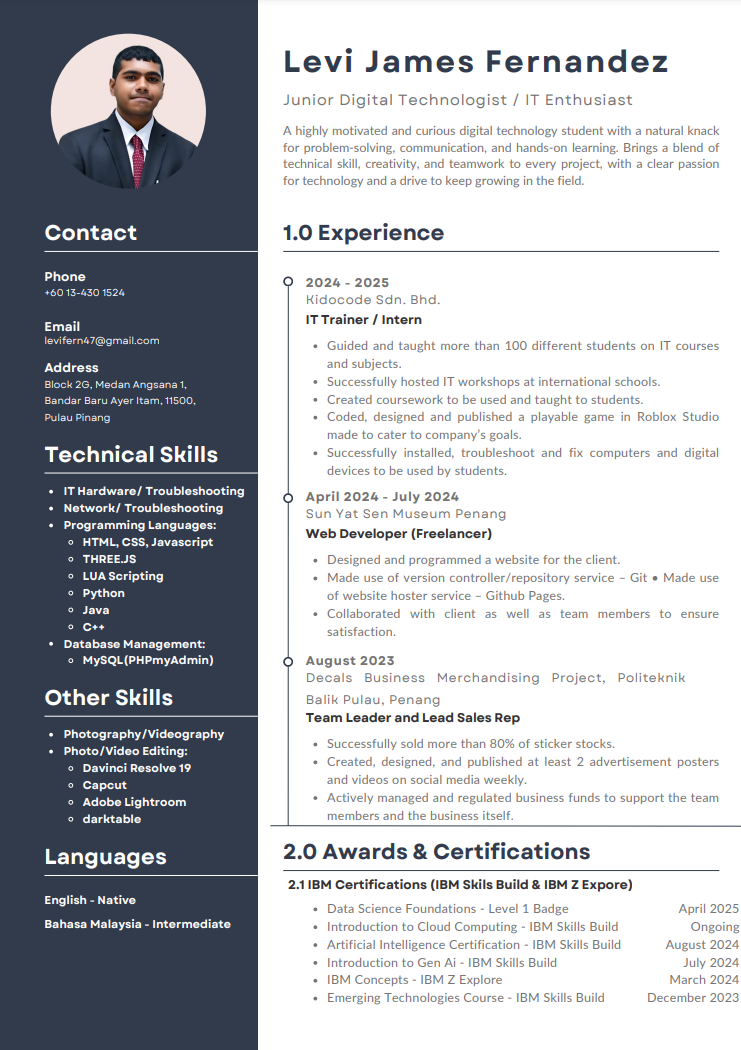 Levi James Fernandez
Junior Digital Technologist / IT Enthusiast
A highly motivated and curious digital technology student with a natural knack
for problem-solving, communication, and hands-on learning. Brings a blend of
technical skill, creativity, and teamwork to every project, with a clear passion
for technology and a drive to keep growing in the field.
Contact
Phone
+60 13-430 1524
Email
levifern47@gmail.com
Address
Block 2G, Medan Angsana 1,
Bandar Baru Ayer Itam, 11500,
Pulau Pinang
Technical Skills
• IT Hardware/ Troubleshooting
• Network/ Troubleshooting
• Programming Languages:
◦ HTML, CSS, Javascript
◦ THREE.JS
◦ LUA Scripting
◦ Python
◦ Java
◦ C++
• Database Management:
◦ MySQL(PHPmyAdmin)
Other Skills
• Photography/Videography
• Photo/Video Editing:
◦ Davinci Resolve 19
◦ Capcut
◦ Adobe Lightroom
◦ darktable
Languages
English - Native
Bahasa Malaysia - Intermediate
1.0 Experience
2024 - 2025
Kidocode Sdn. Bhd.
IT Trainer / Intern
• Guided and taught more than 100 different students on IT courses
and subjects.
• Successfully hosted IT workshops at international schools.
• Created coursework to be used and taught to students.
• Coded, designed and published a playable game in Roblox Studio
made to cater to company's goals.
• Successfully installed, troubleshoot and fix computers and digital
devices to be used by students.
April 2024 - July 2024
Sun Yat Sen Museum Penang
Web Developer (Freelancer)
• Designed and programmed a website for the client.
• Made use of version controller/repository service – Git • Made use
of website hoster service – Github Pages.
• Collaborated with client as well as team members to ensure
satisfaction.
August 2023
Decals Business Merchandising Project, Politeknik
Balik Pulau, Penang
Team Leader and Lead Sales Rep
• Successfully sold more than 80% of sticker stocks.
• Created, designed, and published at least 2 advertisement posters
and videos on social media weekly.
• Actively managed and regulated business funds to support the team
members and the business itself.
2.0 Awards & Certifications
2.1 IBM Certifications (IBM Skils Build & IBM Z Expore)
• Data Science Foundations - Level 1 Badge April 2025
• Introduction to Cloud Computing - IBM Skills Build Ongoing
• Artificial Intelligence Certification - IBM Skills Build August 2024
• Introduction to Gen Ai - IBM Skills Build July 2024
• IBM Concepts - IBM Z Explore March 2024
• Emerging Technologies Course - IBM Skills Build December 2023